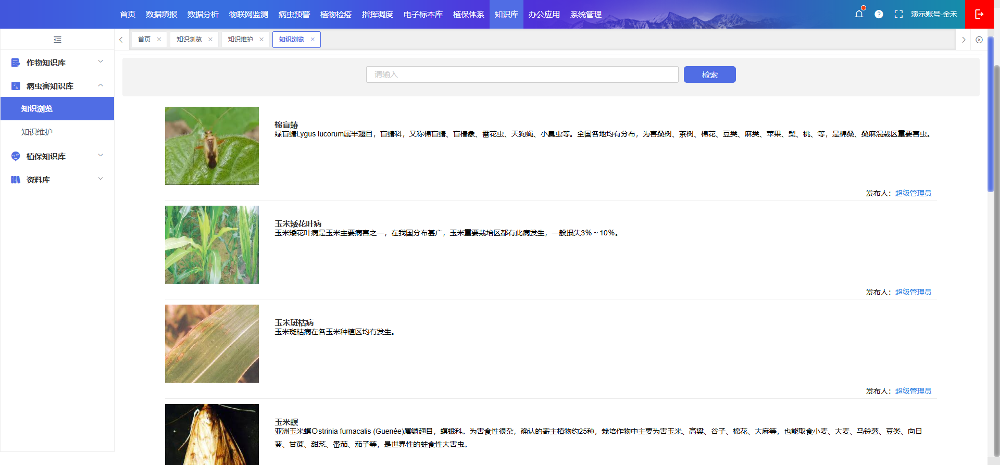 首页 数据填报 数据分析 物联网监测 病虫预警 植物检疫 指挥调度 电子标本库 植保体系 知识库 办公应用 系统管理 演示账号-金禾
首页 知识浏览 知识维护 知识浏览
作物知识库
病虫害知识库
知识浏览
知识维护
植保知识库
资料库
请输入 检索
棉盲蝽
绿盲蝽Lygus lucorum属半翅目，盲蝽科，又称棉盲蝽、盲椿象、番花虫、天狗蝇、小臭虫等。全国各地均有分布，为害桑树、茶树、棉花、豆类、麻类、苹果、梨、桃、等，是棉桑、桑麻混栽区重要害虫。
发布人：超级管理员
玉米矮花叶病
玉米矮花叶病是玉米主要病害之一，在我国分布甚广，玉米重要栽培区都有此病发生，一般损失3%～10%。
发布人：超级管理员
玉米斑枯病
玉米斑枯病在各玉米种植区均有发生。
发布人：超级管理员
玉米螟
亚洲玉米螟Ostrinia furnacalis (Guenée)属鳞翅目，螟蛾科。为害食性很杂，确认的寄主植物约25种，栽培作物中主要为害玉米、高粱、谷子、棉花、大麻等，也能取食小麦、大麦、马铃薯、豆类、向日
葵、甘蔗、甜菜、番茄、茄子等，是世界性的蛀食性大害虫。